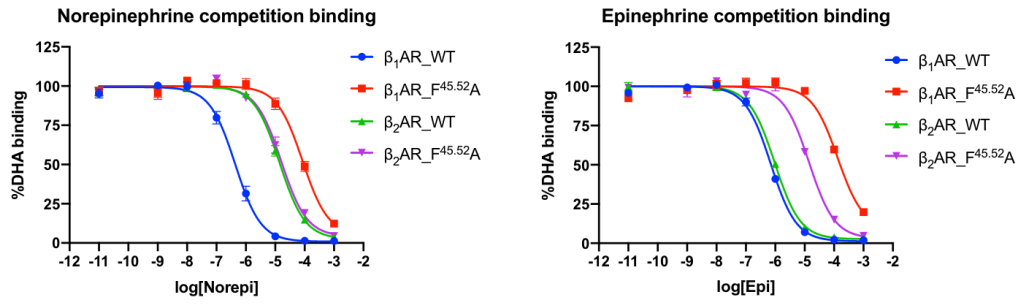 Norepinephrine competition binding
%DHA binding
125
100
75
50
25
0
-12 -11 -10 -9 -8 -7 -6 -5 -4 -3 -2
log[Norepi]
β₁AR_WT
β₁AR_F⁴⁵·⁵²A
β₂AR_WT
β₂AR_F⁴⁵·⁵²A
Epinephrine competition binding
%DHA binding
125
100
75
50
25
0
-12 -11 -10 -9 -8 -7 -6 -5 -4 -3 -2
log[Epi]
β₁AR_WT
β₁AR_F⁴⁵·⁵²A
β₂AR_WT
β₂AR_F⁴⁵·⁵²A